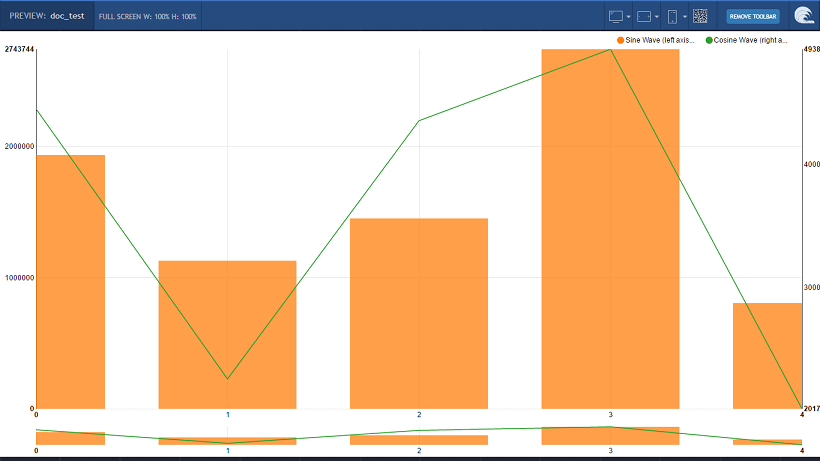 PREVIEW: doc_test FULL SCREEN W: 100% H: 100% REMOVE TOOLBAR
Sine Wave (left axis... Cosine Wave (right a...
2743744 4938
2000000 4000
1000000 3000
0 2017
0 1 2 3 4
0 1 2 3 4